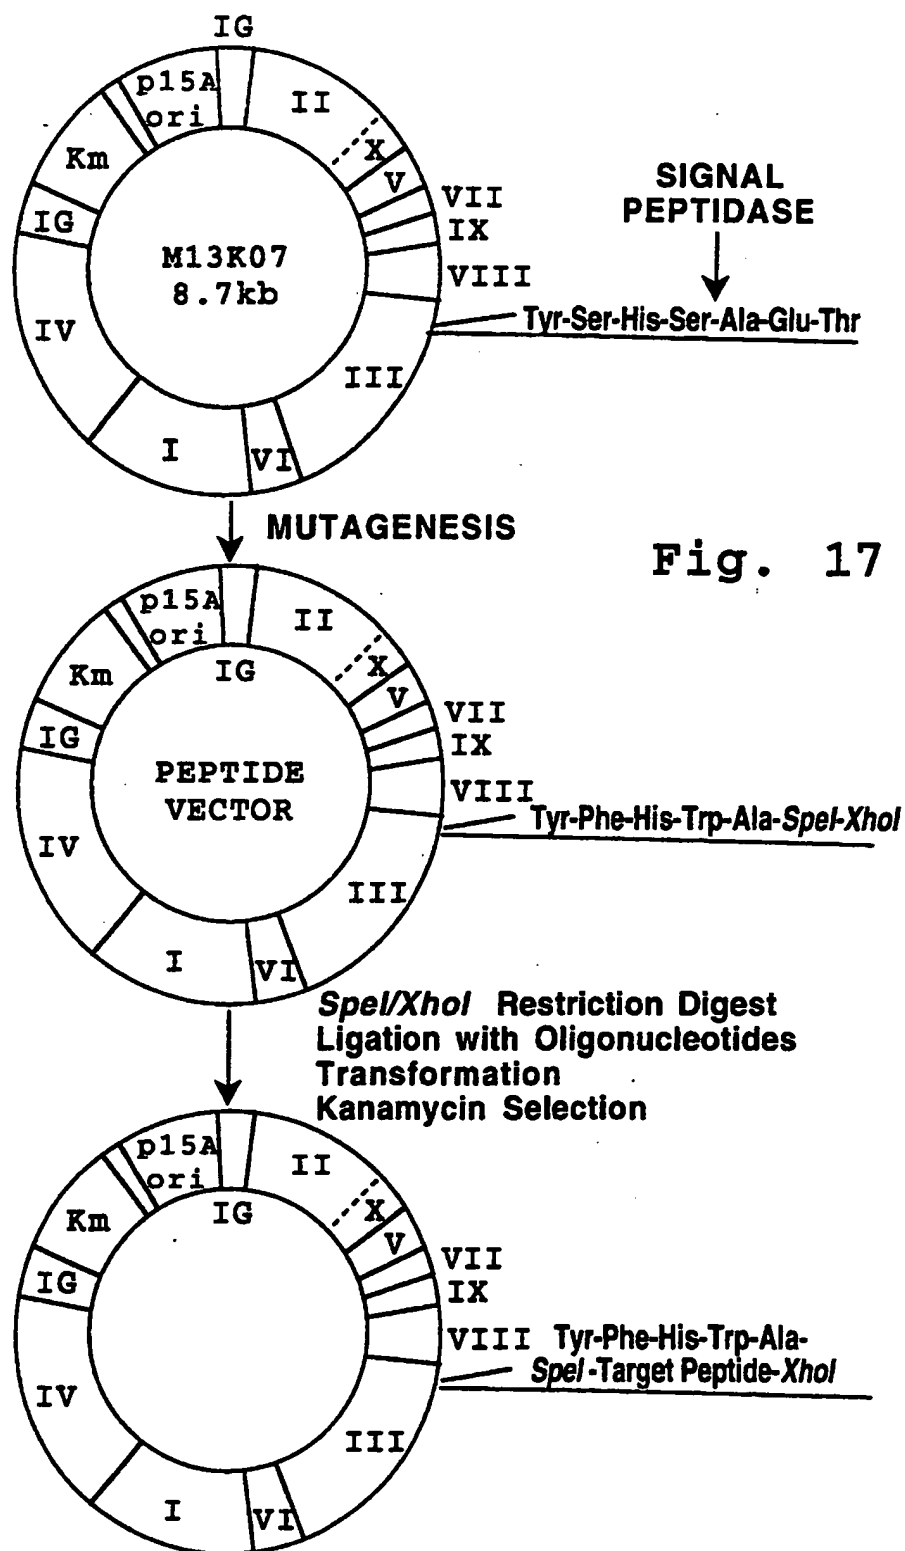 IG
p15A
ori
II
Km
X
V
VII
IX
VIII
IG
IV
I
VI
III
M13K07
8.7kb
SIGNAL
PEPTIDASE
Tyr-Ser-His-Ser-Ala-Glu-Thr
MUTAGENESIS
Fig. 17
p15A
ori
IG
II
Km
X
V
VII
IX
VIII
IG
IV
I
VI
III
PEPTIDE
VECTOR
Tyr-Phe-His-Trp-Ala-SpeI-XhoI
SpeI/XhoI Restriction Digest
Ligation with Oligonucleotides
Transformation
Kanamycin Selection
p15A
ori
IG
II
Km
X
V
VII
IX
VIII
IG
IV
I
VI
III
Tyr-Phe-His-Trp-Ala-
SpeI-Target Peptide-XhoI